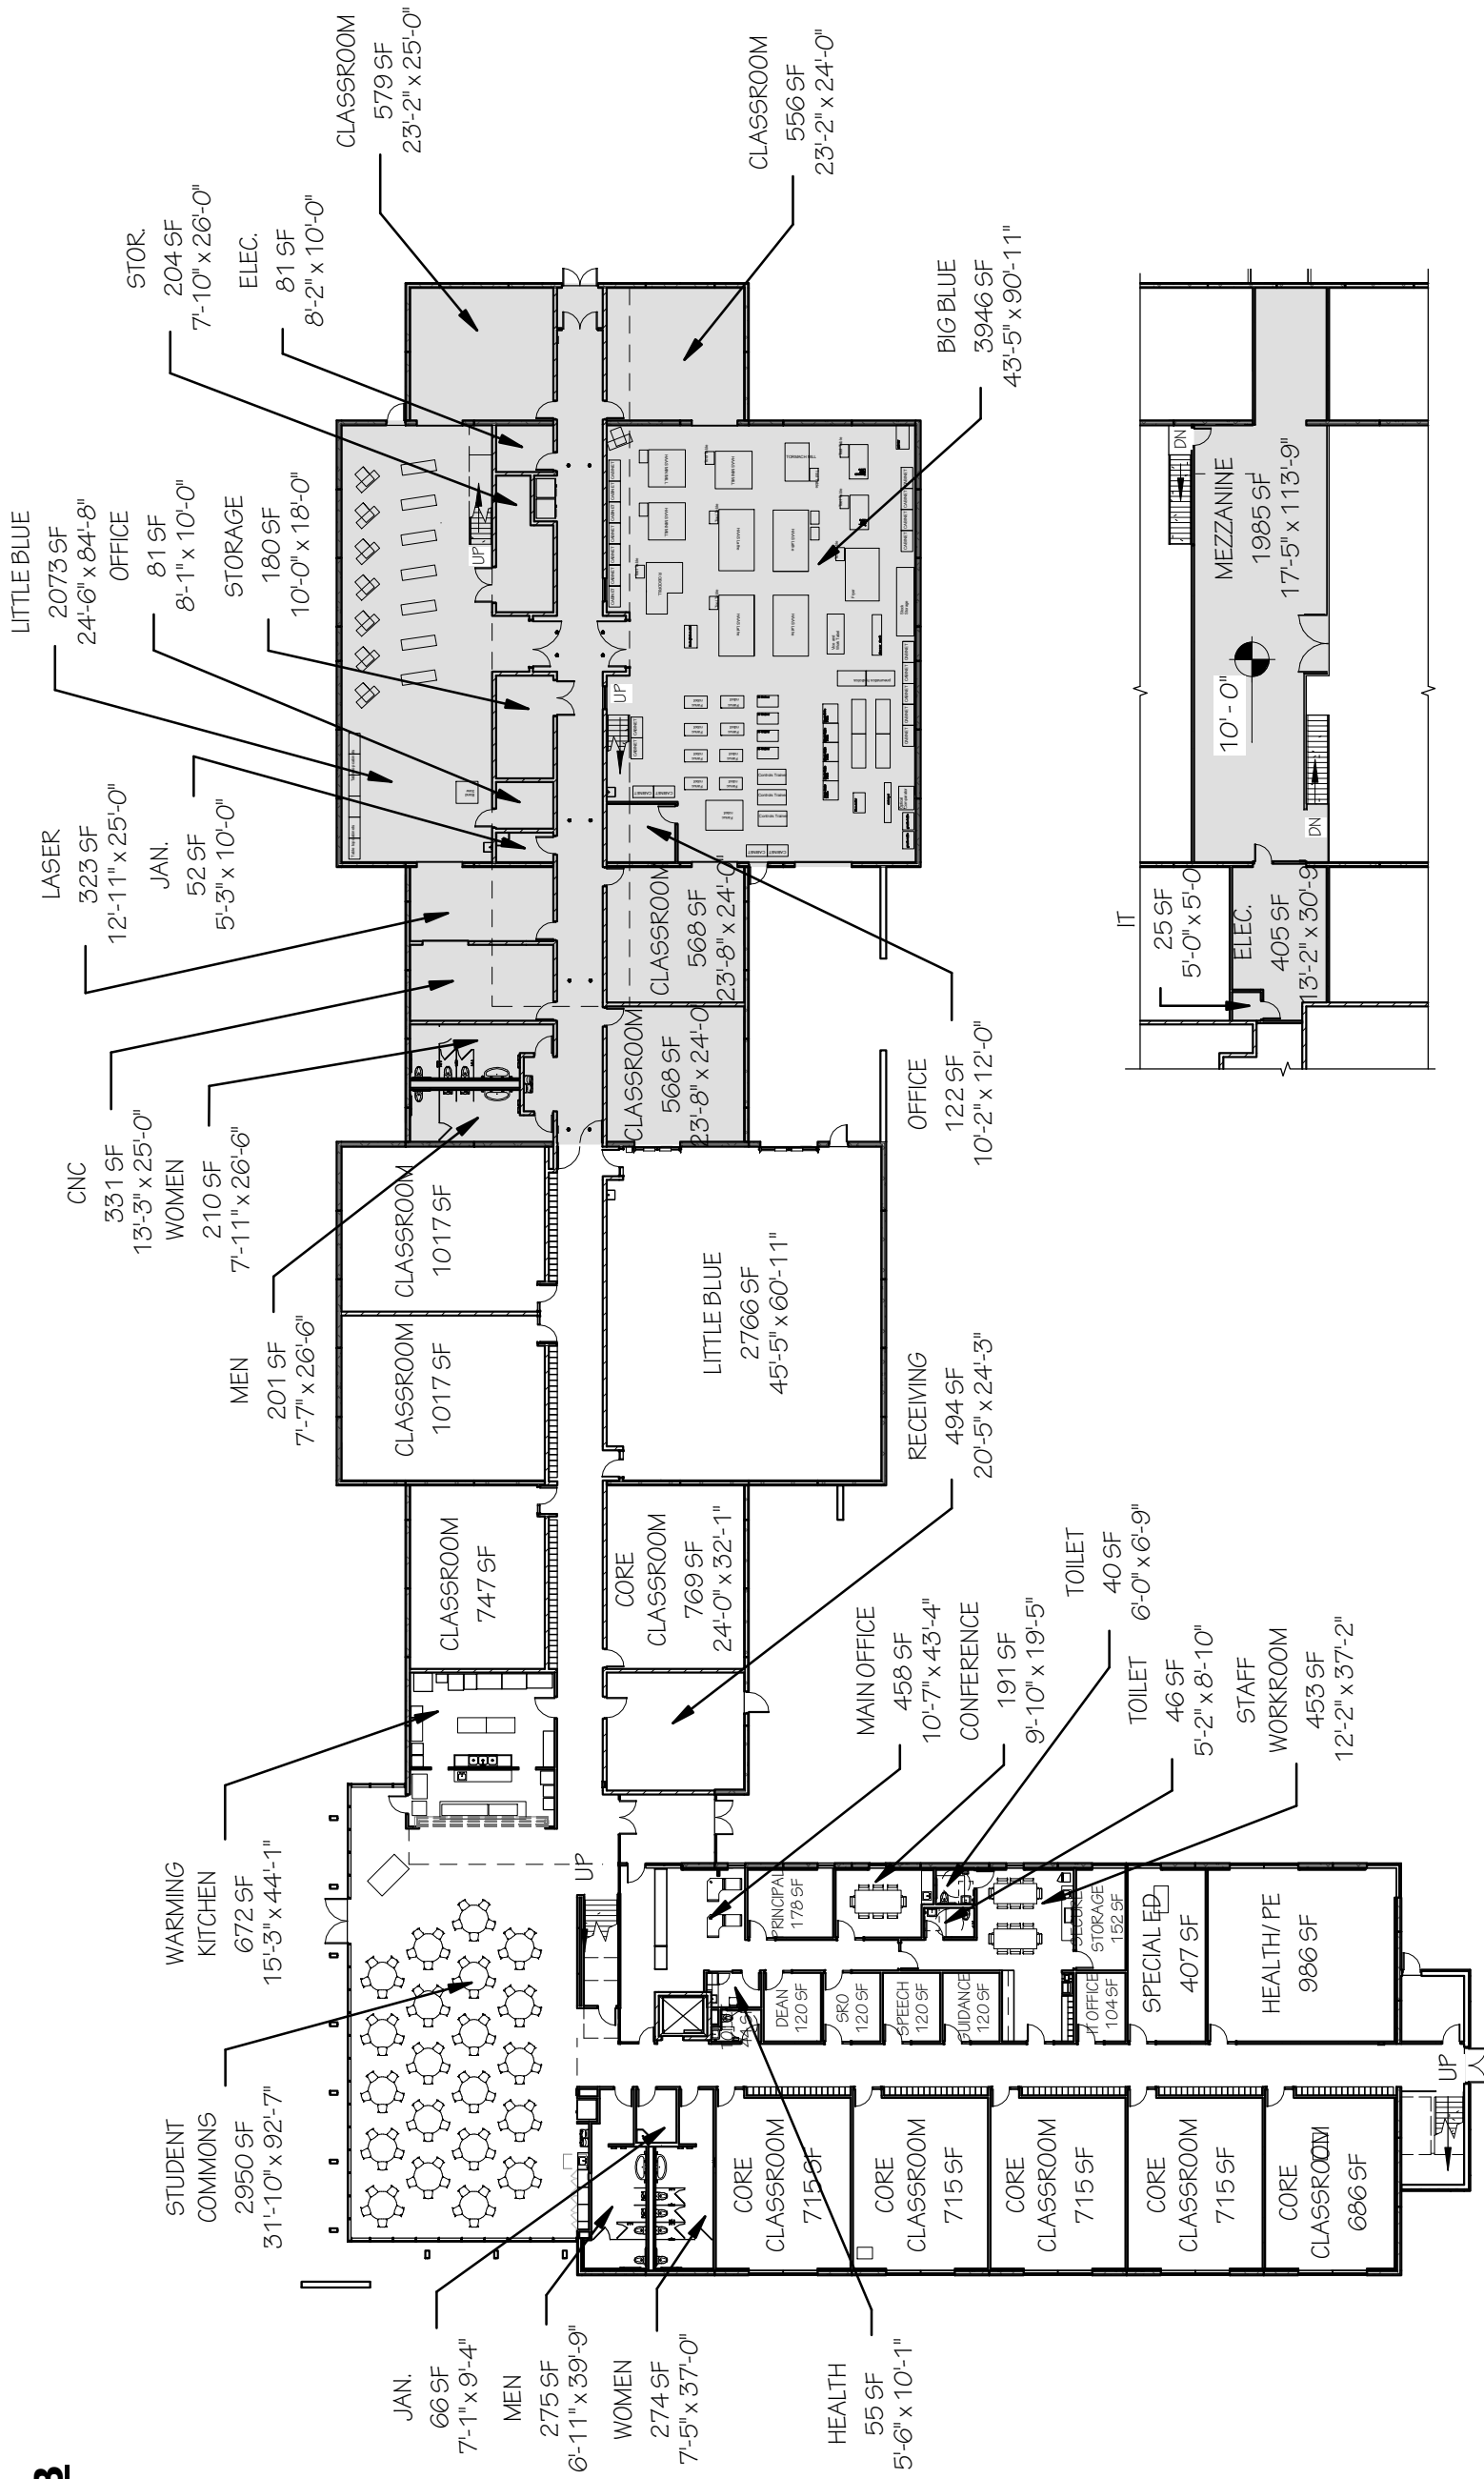 B
STUDENT
COMMONS
2950 SF
31'-10" x 92'-7"
WARMING
KITCHEN
672 SF
15'-3" x 44'-1"
MEN
201 SF
7'-7" x 26'-6"
CNC
331 SF
13'-3" x 25'-0"
WOMEN
210 SF
7'-11" x 26'-6"
LASER
323 SF
12'-11" x 25'-0"
JAN.
52 SF
5'-3" x 10'-0"
LITTLE BLUE
2073 SF
24'-6" x 84'-8"
OFFICE
81 SF
8'-1" x 10'-0"
STORAGE
180 SF
10'-0" x 18'-0"
STOR.
204 SF
7'-10" x 26'-0"
ELEC.
81 SF
8'-2" x 10'-0"
CLASSROOM
579 SF
23'-2" x 25'-0"
CLASSROOM
556 SF
23'-2" x 24'-0"
BIG BLUE
3946 SF
43'-5" x 90'-11"
CLASSROOM
747 SF
CLASSROOM
1017 SF
CLASSROOM
1017 SF
UP
UP
UP
UP
CORE
CLASSROOM
769 SF
24'-0" x 32'-1"
LITTLE BLUE
2766 SF
45'-5" x 60'-11"
CLASSROOM
568 SF
23'-8" x 24'-0"
CLASSROOM
568 SF
23'-8" x 24'-0"
OFFICE
122 SF
10'-2" x 12'-0"
RECEIVING
494 SF
20'-5" x 24'-3"
JAN.
66 SF
7'-1" x 9'-4"
MEN
275 SF
6'-11" x 39'-9"
WOMEN
274 SF
7'-5" x 37'-0"
HEALTH
55 SF
5'-6" x 10'-1"
MAIN OFFICE
458 SF
10'-7" x 43'-4"
CONFERENCE
191 SF
9'-10" x 19'-5"
TOILET
40 SF
6'-0" x 6'-9"
TOILET
46 SF
5'-2" x 8'-10"
STAFF
WORKROOM
453 SF
12'-2" x 37'-2"
PRINCIPAL
178 SF
DEAN
120 SF
SRO
120 SF
SPEECH
120 SF
GUIDANCE
120 SF
IT OFFICE
104 SF
SECURE
STORAGE
152 SF
SPECIAL ED
407 SF
HEALTH/ PE
986 SF
CORE
CLASSROOM
715 SF
CORE
CLASSROOM
715 SF
CORE
CLASSROOM
715 SF
CORE
CLASSROOM
715 SF
CORE
CLASSROOM
686 SF
IT
25 SF
5'-0" x 5'-0
ELEC.
405 SF
13'-2" x 30'-9
MEZZANINE
1985 SF
17'-5" x 113'-9"
10' - 0"
DN
DN
CABINET
CABINET
CABINET
CABINET